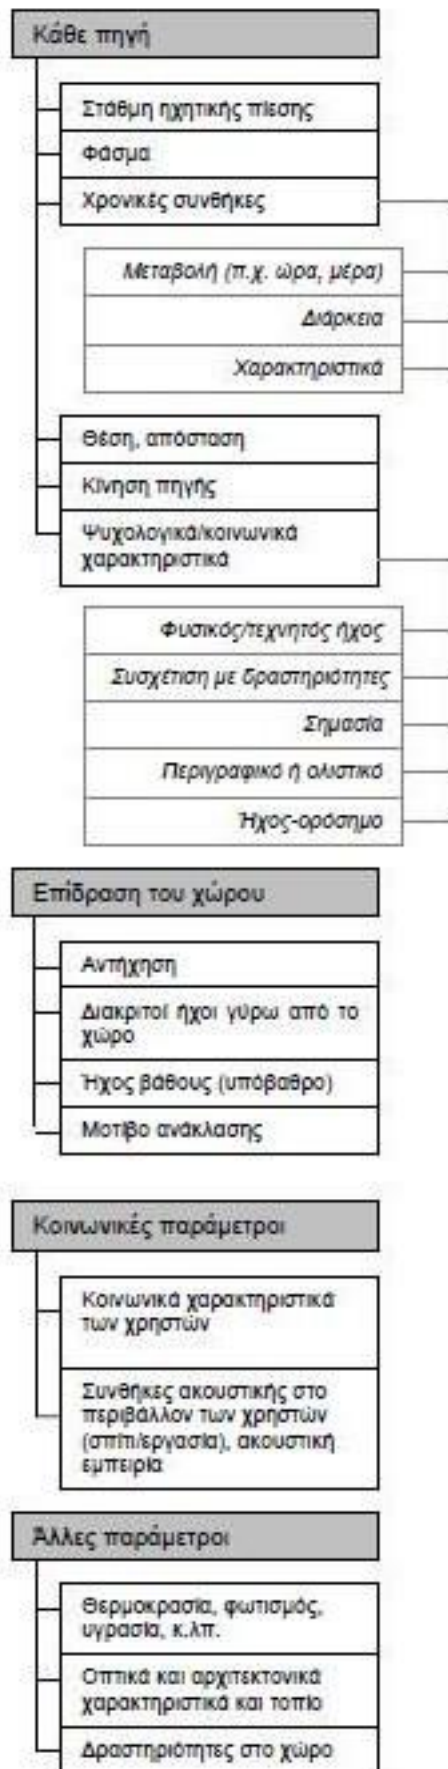 Κάθε πηγή
Στάθμη ηχητικής πίεσης
Φάσμα
Χρονικές συνθήκες
Μεταβολή (π.χ. ώρα, μέρα)
Διάρκεια
Χαρακτηριστικά
Θέση, απόσταση
Κίνηση πηγής
Ψυχολογικά/κοινωνικά
χαρακτηριστικά
Φυσικός/τεχνητός ήχος
Συσχέτιση με δραστηριότητες
Σημασία
Περιγραφικό ή ολιστικό
Ήχος-ορόσημο
Επίδραση του χώρου
Αντήχηση
Διακριτοί ήχοι γύρω από το
χώρο
Ήχος βάθους (υπόβαθρο)
Μοτίβο ανάκλασης
Κοινωνικές παράμετροι
Κοινωνικά χαρακτηριστικά
των χρηστών
Συνθήκες ακουστικής στο
περιβάλλον των χρηστών
(σπίτι/εργασία), ακουστική
εμπειρία
Άλλες παράμετροι
Θερμοκρασία, φωτισμός,
υγρασία, κ.λπ.
Οπτικά και αρχιτεκτονικά
χαρακτηριστικά και τοπίο
Δραστηριότητες στο χώρο